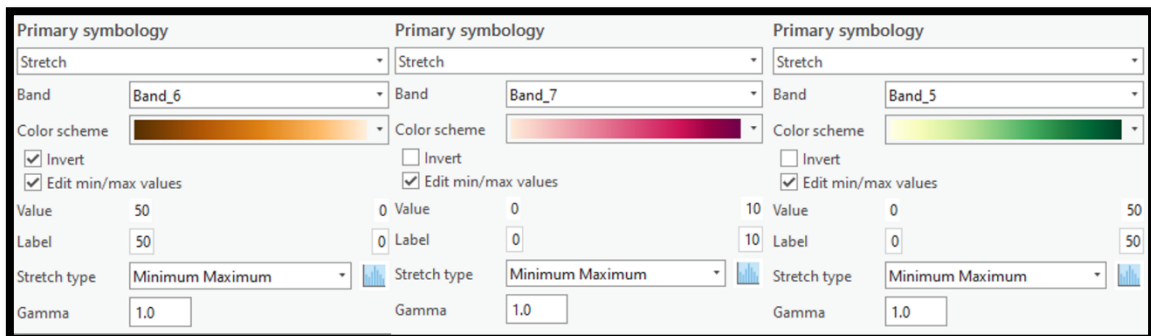 Primary symbology
Stretch
Band Band_6
Color scheme
Invert
Edit min/max values
Value 50 0
Label 50 0
Stretch type Minimum Maximum
Gamma 1.0
Primary symbology
Stretch
Band Band_7
Color scheme
Invert
Edit min/max values
Value 0 10
Label 0 10
Stretch type Minimum Maximum
Gamma 1.0
Primary symbology
Stretch
Band Band_5
Color scheme
Invert
Edit min/max values
Value 0 50
Label 0 50
Stretch type Minimum Maximum
Gamma 1.0